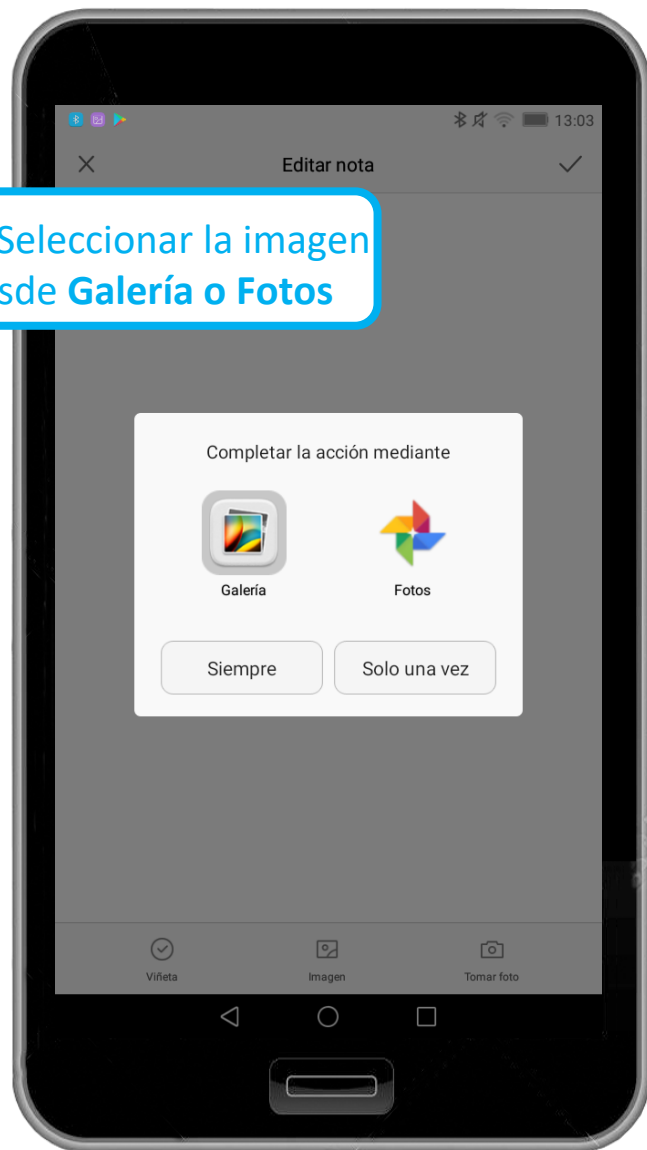 13:03
Editar nota
Seleccionar la imagen
sde Galería o Fotos
Completar la acción mediante
Galería Fotos
Siempre Solo una vez
Viñeta Imagen Tomar foto